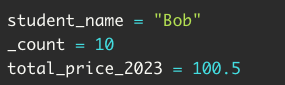 student_name = "Bob"
_count = 10
total_price_2023 = 100.5